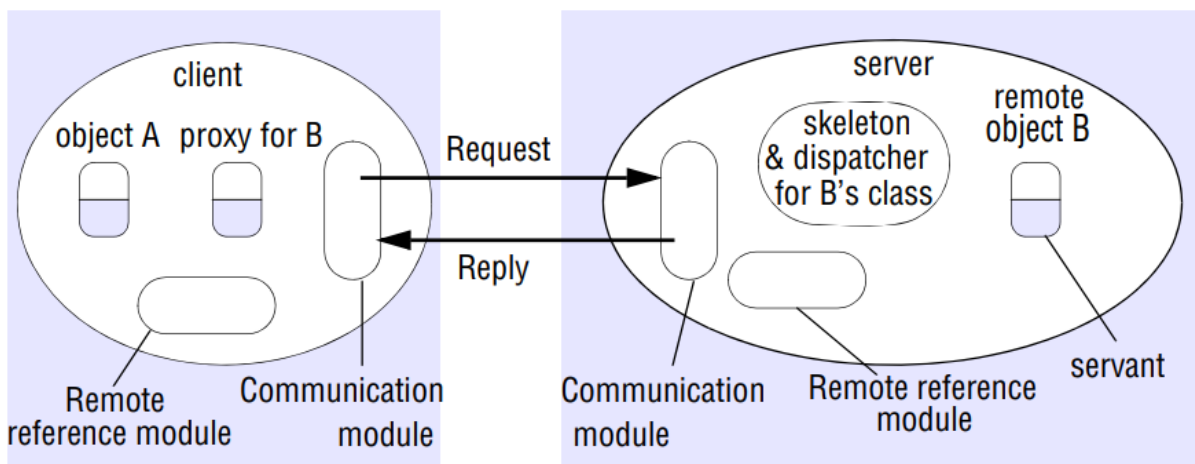 client
object A
proxy for B
Remote
reference module
Communication
module
Request
Reply
server
skeleton
& dispatcher
for B's class
remote
object B
Communication
module
Remote reference
module
servant